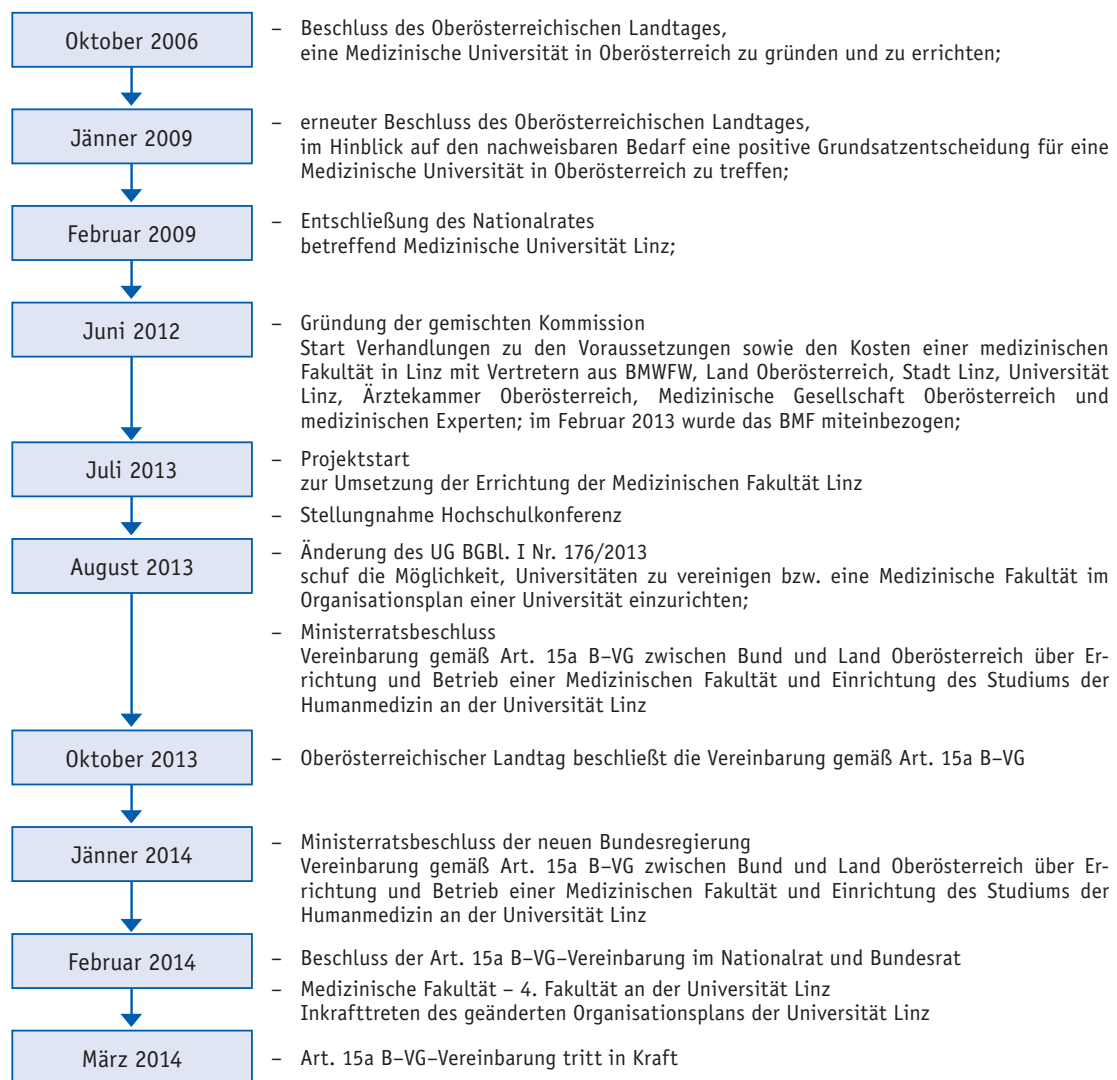 Oktober 2006
– Beschluss des Oberösterreichischen Landtages,
eine Medizinische Universität in Oberösterreich zu gründen und zu errichten;
Jänner 2009
– erneuter Beschluss des Oberösterreichischen Landtages,
im Hinblick auf den nachweisbaren Bedarf eine positive Grundsatzentscheidung für eine
Medizinische Universität in Oberösterreich zu treffen;
Februar 2009
– Entschließung des Nationalrates
betreffend Medizinische Universität Linz;
Juni 2012
– Gründung der gemischten Kommission
Start Verhandlungen zu den Voraussetzungen sowie den Kosten einer medizinischen
Fakultät in Linz mit Vertretern aus BMWFW, Land Oberösterreich, Stadt Linz, Universität
Linz, Ärztekammer Oberösterreich, Medizinische Gesellschaft Oberösterreich und
medizinischen Experten; im Februar 2013 wurde das BMF miteinbezogen;
Juli 2013
– Projektstart
zur Umsetzung der Errichtung der Medizinischen Fakultät Linz
– Stellungnahme Hochschulkonferenz
August 2013
– Änderung des UG BGBl. I Nr. 176/2013
schuf die Möglichkeit, Universitäten zu vereinigen bzw. eine Medizinische Fakultät im
Organisationsplan einer Universität einzurichten;
– Ministerratsbeschluss
Vereinbarung gemäß Art. 15a B–VG zwischen Bund und Land Oberösterreich über Er-
richtung und Betrieb einer Medizinischen Fakultät und Einrichtung des Studiums der
Humanmedizin an der Universität Linz
Oktober 2013
– Oberösterreichischer Landtag beschließt die Vereinbarung gemäß Art. 15a B–VG
Jänner 2014
– Ministerratsbeschluss der neuen Bundesregierung
Vereinbarung gemäß Art. 15a B–VG zwischen Bund und Land Oberösterreich über Er-
richtung und Betrieb einer Medizinischen Fakultät und Einrichtung des Studiums der
Humanmedizin an der Universität Linz
Februar 2014
– Beschluss der Art. 15a B–VG–Vereinbarung im Nationalrat und Bundesrat
– Medizinische Fakultät – 4. Fakultät an der Universität Linz
Inkrafttreten des geänderten Organisationsplans der Universität Linz
März 2014
– Art. 15a B–VG–Vereinbarung tritt in Kraft